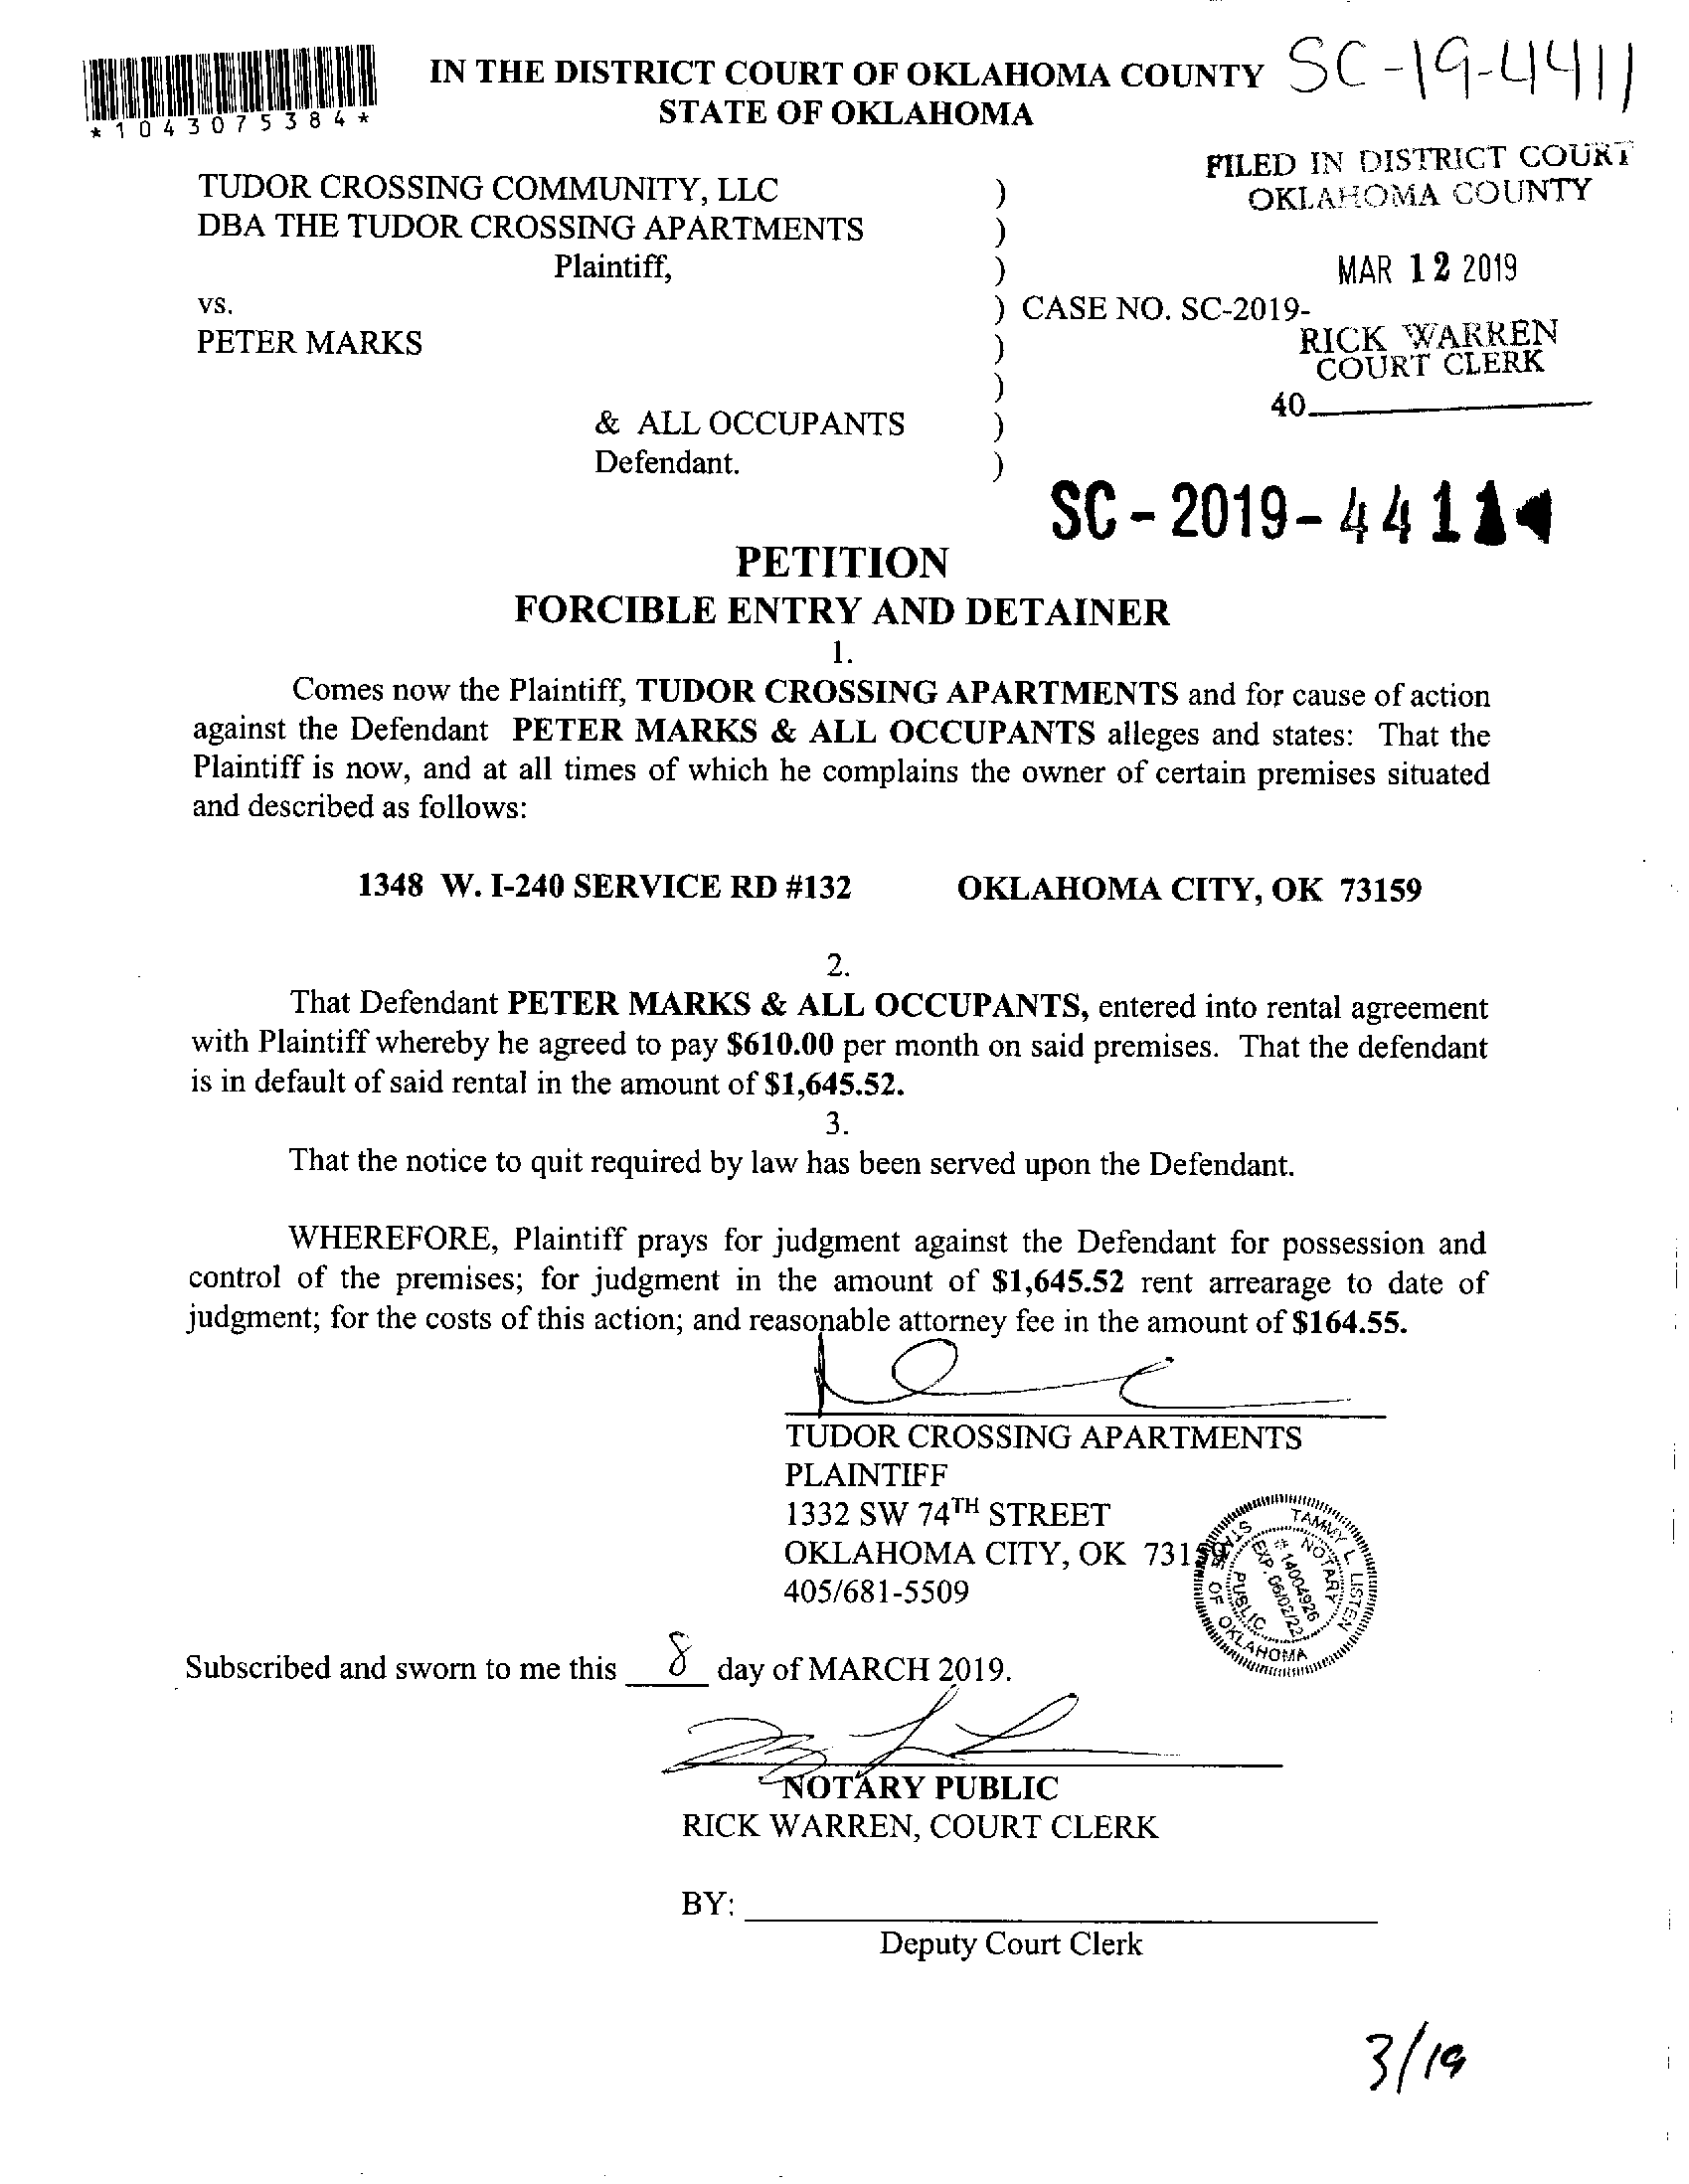 IN THE DISTRICT COURT OF OKLAHOMA COUNTY SC-19-4411
STATE OF OKLAHOMA
*1043075384*
FILED IN DISTRICT COURT
OKLAHOMA COUNTY
TUDOR CROSSING COMMUNITY, LLC )
DBA THE TUDOR CROSSING APARTMENTS )
Plaintiff, ) MAR 12 2019
vs. ) CASE NO. SC-2019-
PETER MARKS ) RICK WARREN
) COURT CLERK
40
& ALL OCCUPANTS )
Defendant. )
SC-2019-4411
PETITION
FORCIBLE ENTRY AND DETAINER
1.
Comes now the Plaintiff, TUDOR CROSSING APARTMENTS and for cause of action
against the Defendant PETER MARKS & ALL OCCUPANTS alleges and states: That the
Plaintiff is now, and at all times of which he complains the owner of certain premises situated
and described as follows:
1348 W. I-240 SERVICE RD #132 OKLAHOMA CITY, OK 73159
2.
That Defendant PETER MARKS & ALL OCCUPANTS, entered into rental agreement
with Plaintiff whereby he agreed to pay $610.00 per month on said premises. That the defendant
is in default of said rental in the amount of $1,645.52.
3.
That the notice to quit required by law has been served upon the Defendant.
WHEREFORE, Plaintiff prays for judgment against the Defendant for possession and
control of the premises; for judgment in the amount of $1,645.52 rent arrearage to date of
judgment; for the costs of this action; and reasonable attorney fee in the amount of $164.55.
TUDOR CROSSING APARTMENTS
PLAINTIFF
1332 SW 74TH STREET
OKLAHOMA CITY, OK 73159
405/681-5509
TAMMY L. LISTEN
STATE OF OKLAHOMA
NOTARY
# 14004926
EXP. 06/02/22
PUBLIC
Subscribed and sworn to me this 8 day of MARCH 2019.
NOTARY PUBLIC
RICK WARREN, COURT CLERK
BY:
Deputy Court Clerk
3/19